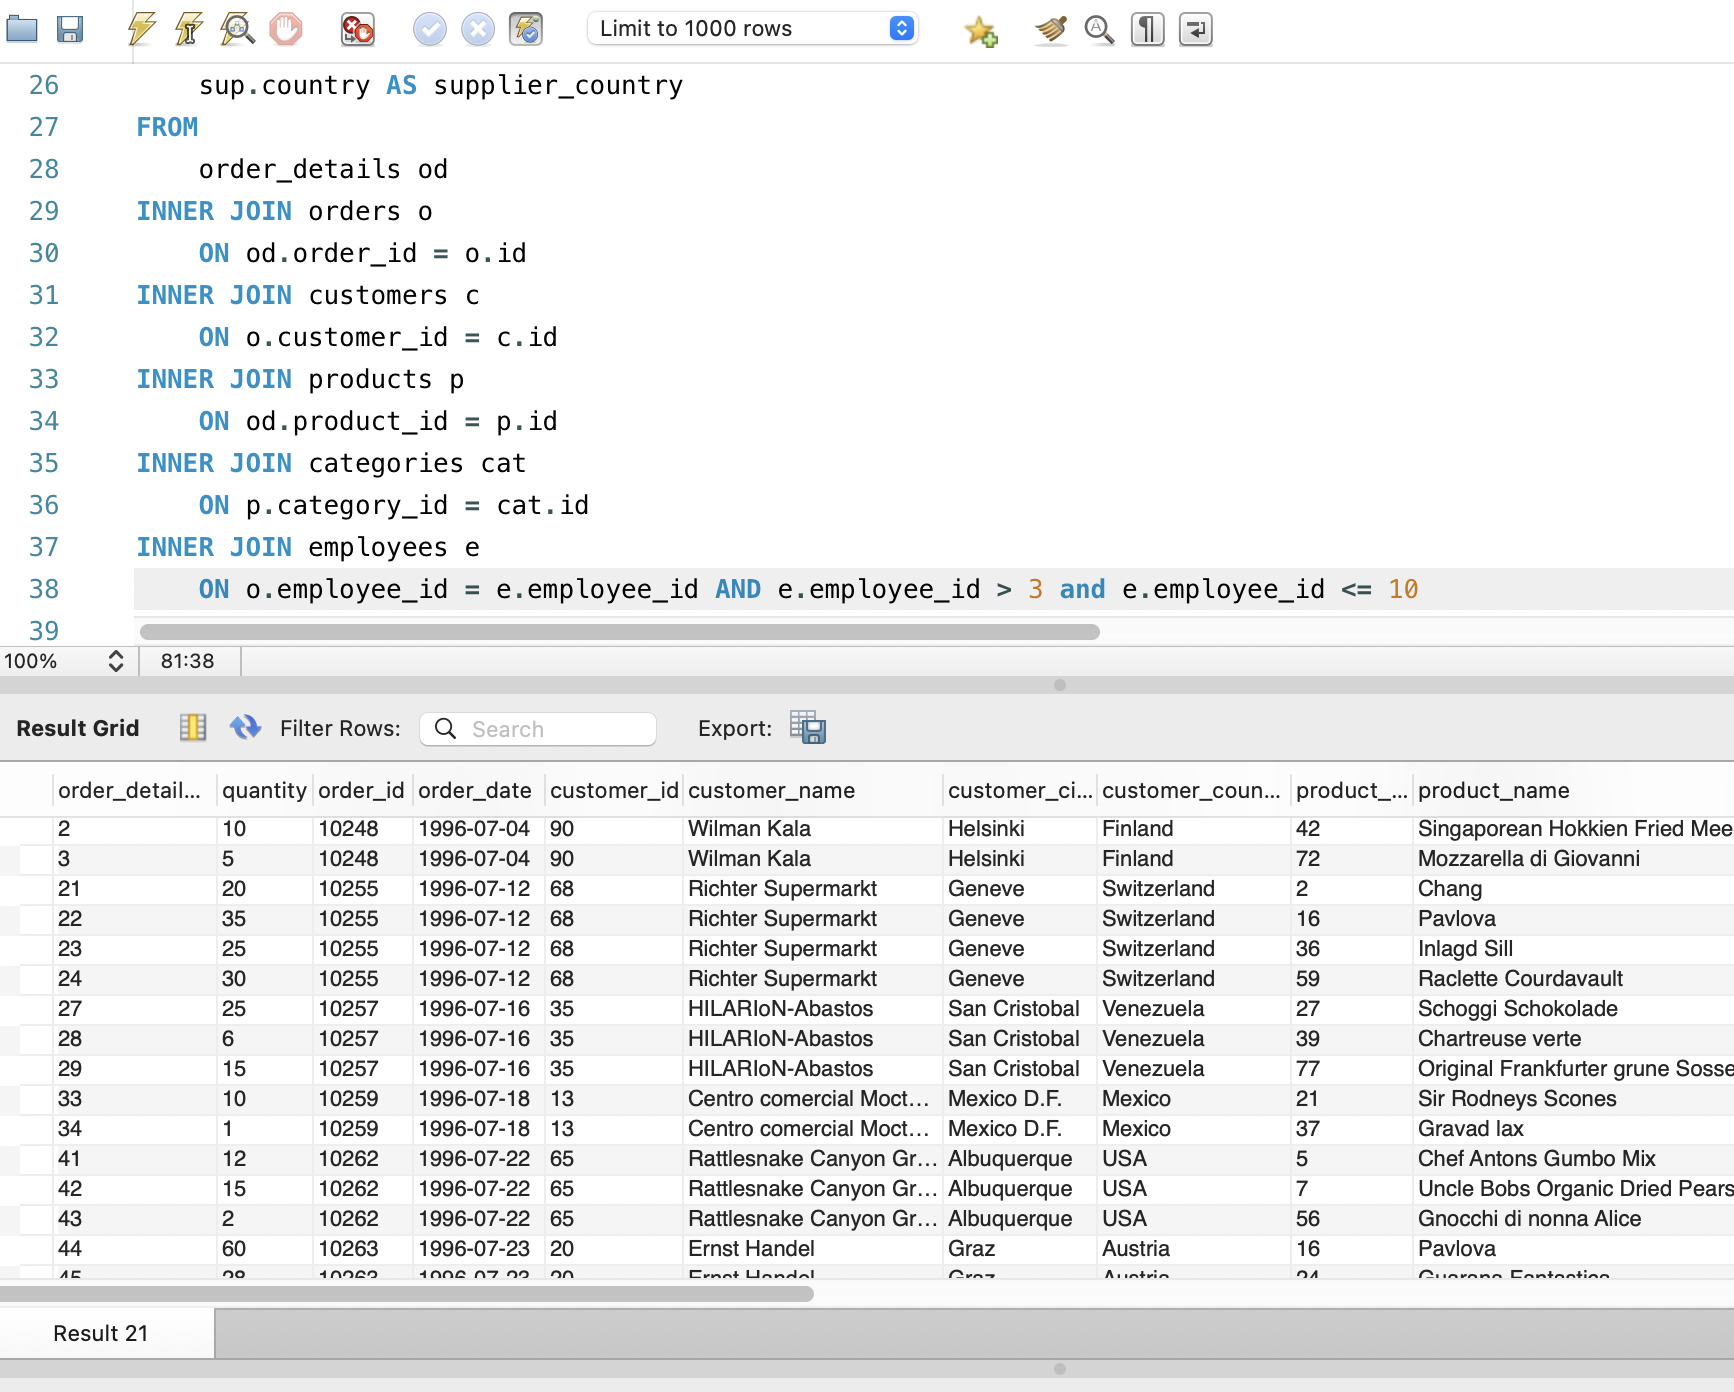 Limit to 1000 rows
26 sup.country AS supplier_country
27 FROM
28 order_details od
29 INNER JOIN orders o
30 ON od.order_id = o.id
31 INNER JOIN customers c
32 ON o.customer_id = c.id
33 INNER JOIN products p
34 ON od.product_id = p.id
35 INNER JOIN categories cat
36 ON p.category_id = cat.id
37 INNER JOIN employees e
38 ON o.employee_id = e.employee_id AND e.employee_id > 3 and e.employee_id <= 10
39
100% 81:38
Result Grid Filter Rows: Search Export:
order_detail... quantity order_id order_date customer_id customer_name customer_ci... customer_coun... product_... product_name
2 10 10248 1996-07-04 90 Wilman Kala Helsinki Finland 42 Singaporean Hokkien Fried Mee
3 5 10248 1996-07-04 90 Wilman Kala Helsinki Finland 72 Mozzarella di Giovanni
21 20 10255 1996-07-12 68 Richter Supermarkt Geneve Switzerland 2 Chang
22 35 10255 1996-07-12 68 Richter Supermarkt Geneve Switzerland 16 Pavlova
23 25 10255 1996-07-12 68 Richter Supermarkt Geneve Switzerland 36 Inlagd Sill
24 30 10255 1996-07-12 68 Richter Supermarkt Geneve Switzerland 59 Raclette Courdavault
27 25 10257 1996-07-16 35 HILARIoN-Abastos San Cristobal Venezuela 27 Schoggi Schokolade
28 6 10257 1996-07-16 35 HILARIoN-Abastos San Cristobal Venezuela 39 Chartreuse verte
29 15 10257 1996-07-16 35 HILARIoN-Abastos San Cristobal Venezuela 77 Original Frankfurter grune Sosse
33 10 10259 1996-07-18 13 Centro comercial Moct... Mexico D.F. Mexico 21 Sir Rodneys Scones
34 1 10259 1996-07-18 13 Centro comercial Moct... Mexico D.F. Mexico 37 Gravad lax
41 12 10262 1996-07-22 65 Rattlesnake Canyon Gr... Albuquerque USA 5 Chef Antons Gumbo Mix
42 15 10262 1996-07-22 65 Rattlesnake Canyon Gr... Albuquerque USA 7 Uncle Bobs Organic Dried Pears
43 2 10262 1996-07-22 65 Rattlesnake Canyon Gr... Albuquerque USA 56 Gnocchi di nonna Alice
44 60 10263 1996-07-23 20 Ernst Handel Graz Austria 16 Pavlova
45 28 10263 1996-07-23 20 Ernst Handel Graz Austria 24 Guarana Fantastica
Result 21